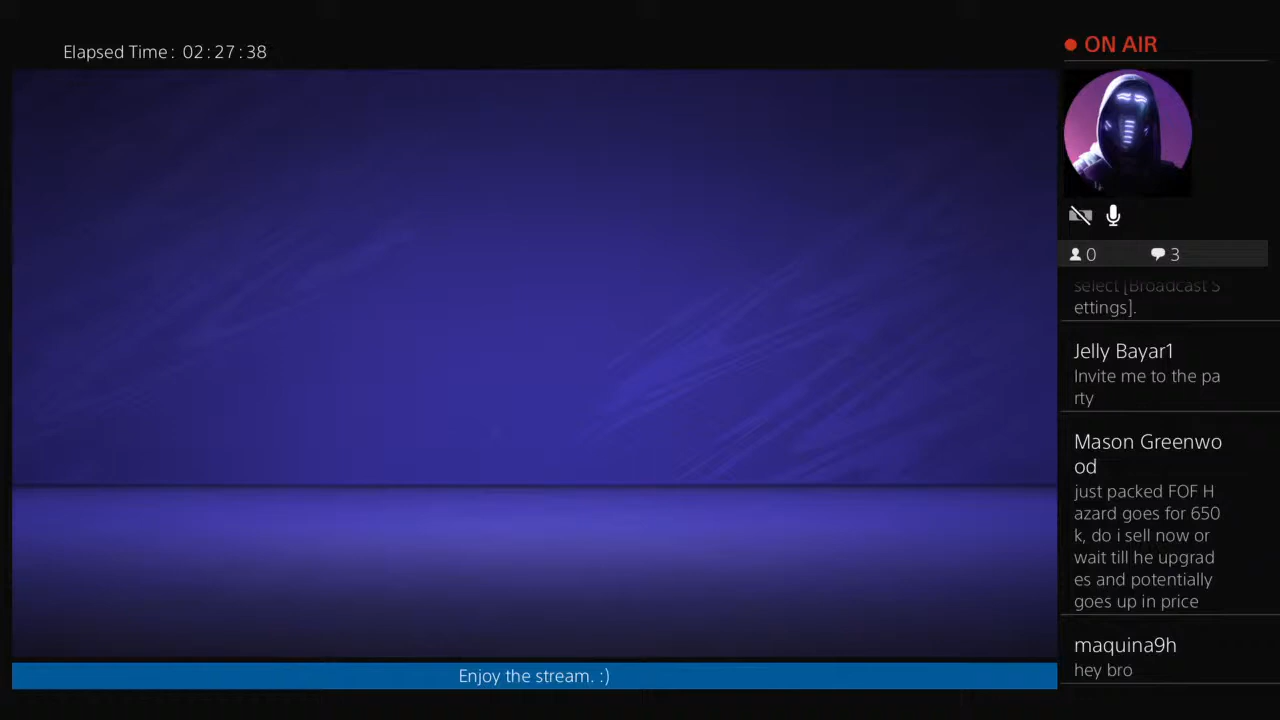 Elapsed Time: 02:27:38
ON AIR
0
3
select [Broadcast S
ettings].
Jelly Bayar1
Invite me to the pa
rty
Mason Greenwo
od
just packed FOF H
azard goes for 650
k, do i sell now or
wait till he upgrad
es and potentially
goes up in price
maquina9h
hey bro
Enjoy the stream. :)